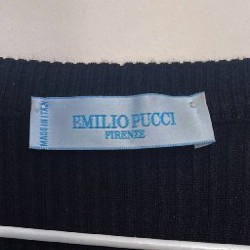 MADE IN ITALY
EMILIO PUCCI
FIRENZE